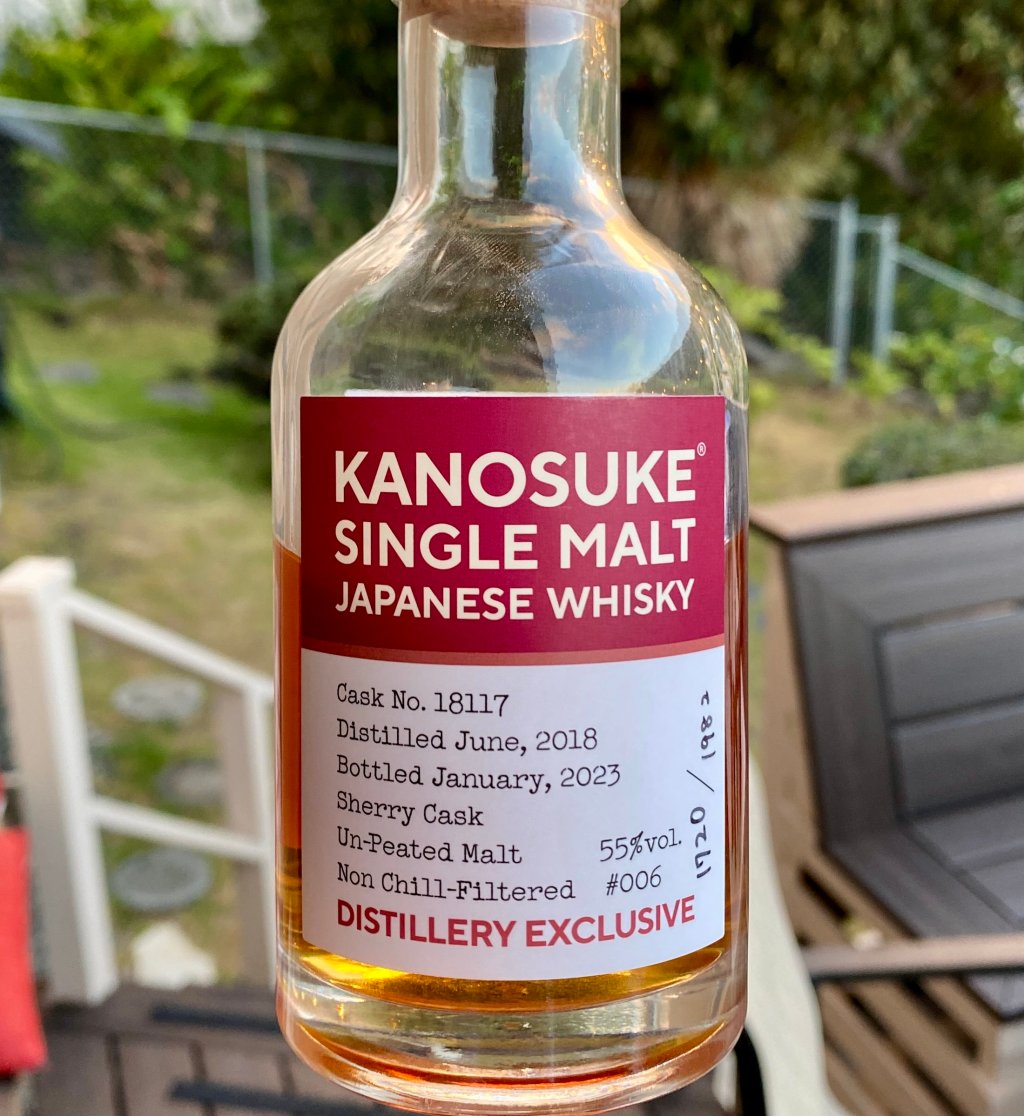 KANOSUKE®
SINGLE MALT
JAPANESE WHISKY
Cask No. 18117
Distilled June, 2018
Bottled January, 2023
Sherry Cask
Un-Peated Malt
Non Chill-Filtered
55%vol.
#006
1720 / 1982
DISTILLERY EXCLUSIVE